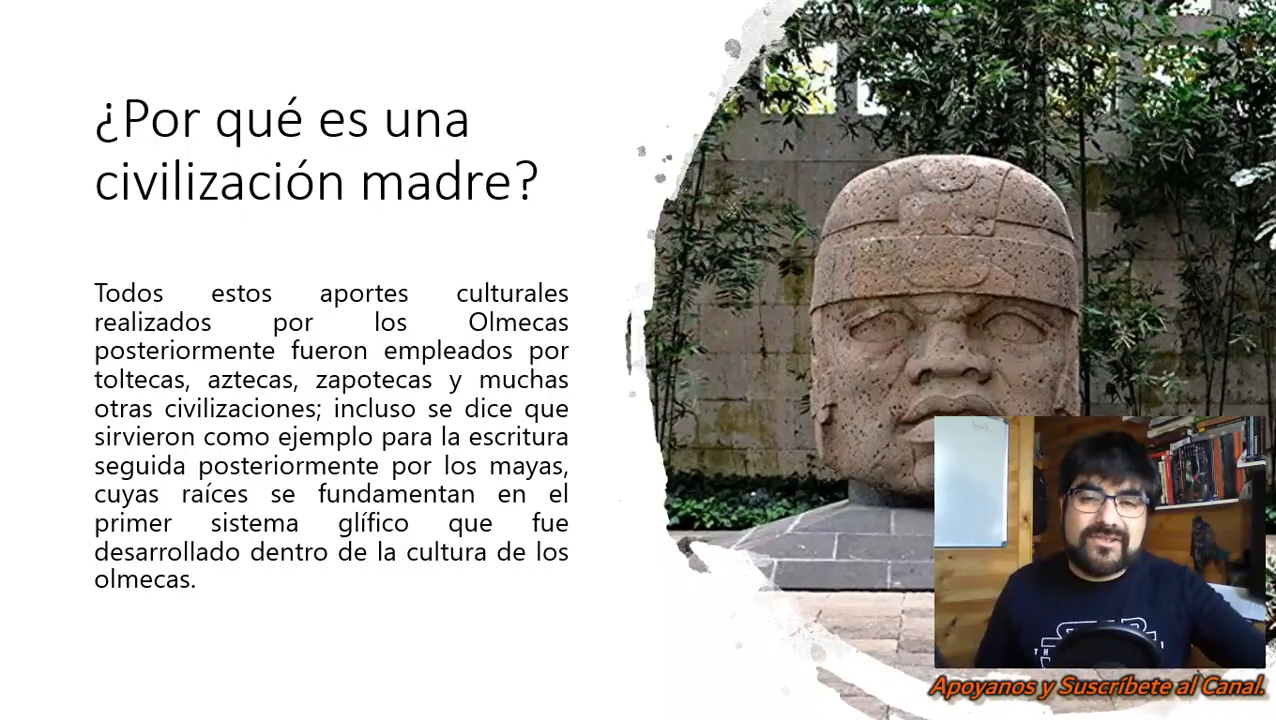 ¿Por qué es una
civilización madre?
Todos estos aportes culturales
realizados por los Olmecas
posteriormente fueron empleados por
toltecas, aztecas, zapotecas y muchas
otras civilizaciones; incluso se dice que
sirvieron como ejemplo para la escritura
seguida posteriormente por los mayas,
cuyas raíces se fundamentan en el
primer sistema glífico que fue
desarrollado dentro de la cultura de los
olmecas.
Apoyanos y Suscríbete al Canal.